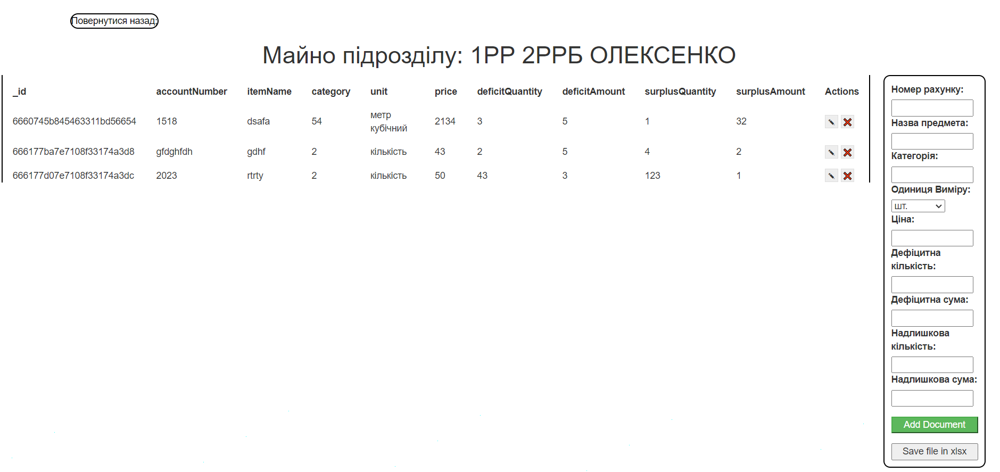 Повернутися назад;
Майно підрозділу: 1РР 2РРБ ОЛЕКСЕНКО
_id accountNumber itemName category unit price deficitQuantity deficitAmount surplusQuantity surplusAmount Actions
6660745b845463311bd56654 1518 dsafa 54 метр кубічний 2134 3 5 1 32
666177ba7e7108f33174a3d8 gfdghfdh gdhf 2 кількість 43 2 5 4 2
666177d07e7108f33174a3dc 2023 rtrty 2 кількість 50 43 3 123 1
Номер рахунку:
Назва предмета:
Категорія:
Одиниця Виміру:
шт.
Ціна:
Дефіцитна
кількість:
Дефіцитна сума:
Надлишкова
кількість:
Надлишкова сума:
Add Document
Save file in xlsx